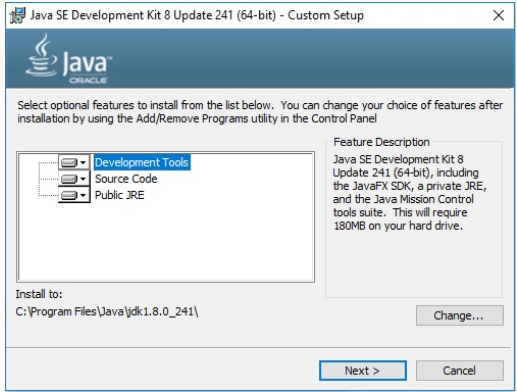 Java SE Development Kit 8 Update 241 (64-bit) - Custom Setup
Java
ORACLE
Select optional features to install from the list below. You can change your choice of features after
installation by using the Add/Remove Programs utility in the Control Panel
Development Tools
Source Code
Public JRE
Feature Description
Java SE Development Kit 8
Update 241 (64-bit), including
the JavaFX SDK, a private JRE,
and the Java Mission Control
tools suite. This will require
180MB on your hard drive.
Install to:
C:\Program Files\Java\jdk1.8.0_241\
Change...
Next >
Cancel